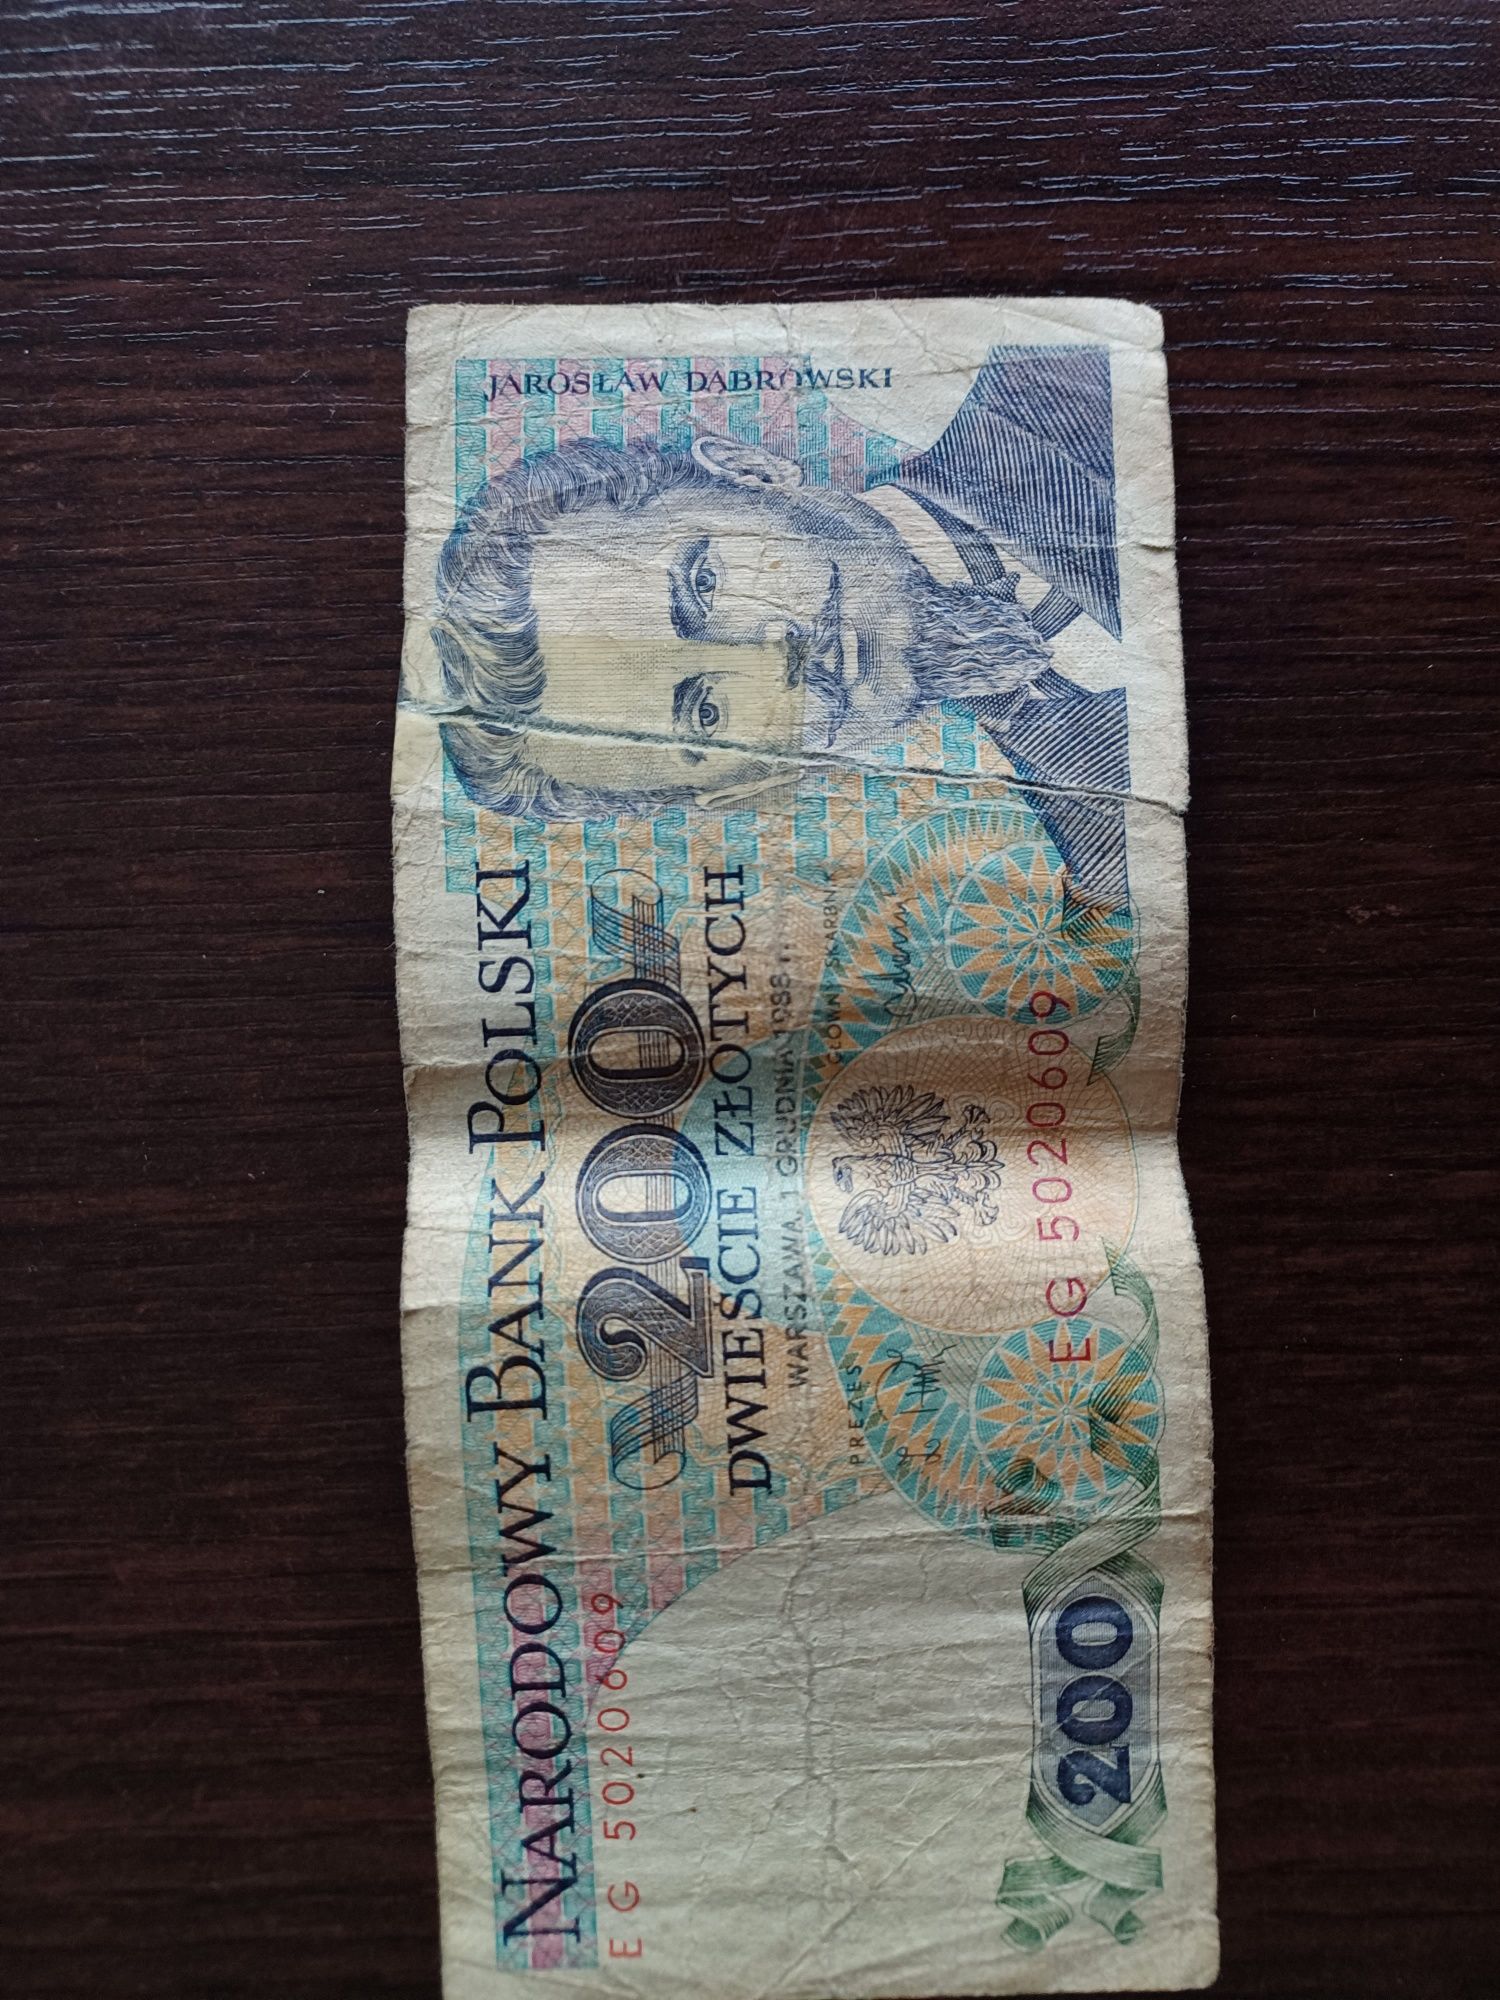 NARODOWY BANK POLSKI
JAROSŁAW DĄBROWSKI
EG 5020609
200
DWIEŚCIE ZŁOTYCH
WARSZAWA, 1 GRUDNIA 1988 r.
PREZES
GŁÓWNY SKARBNIK
EG 5020609
200